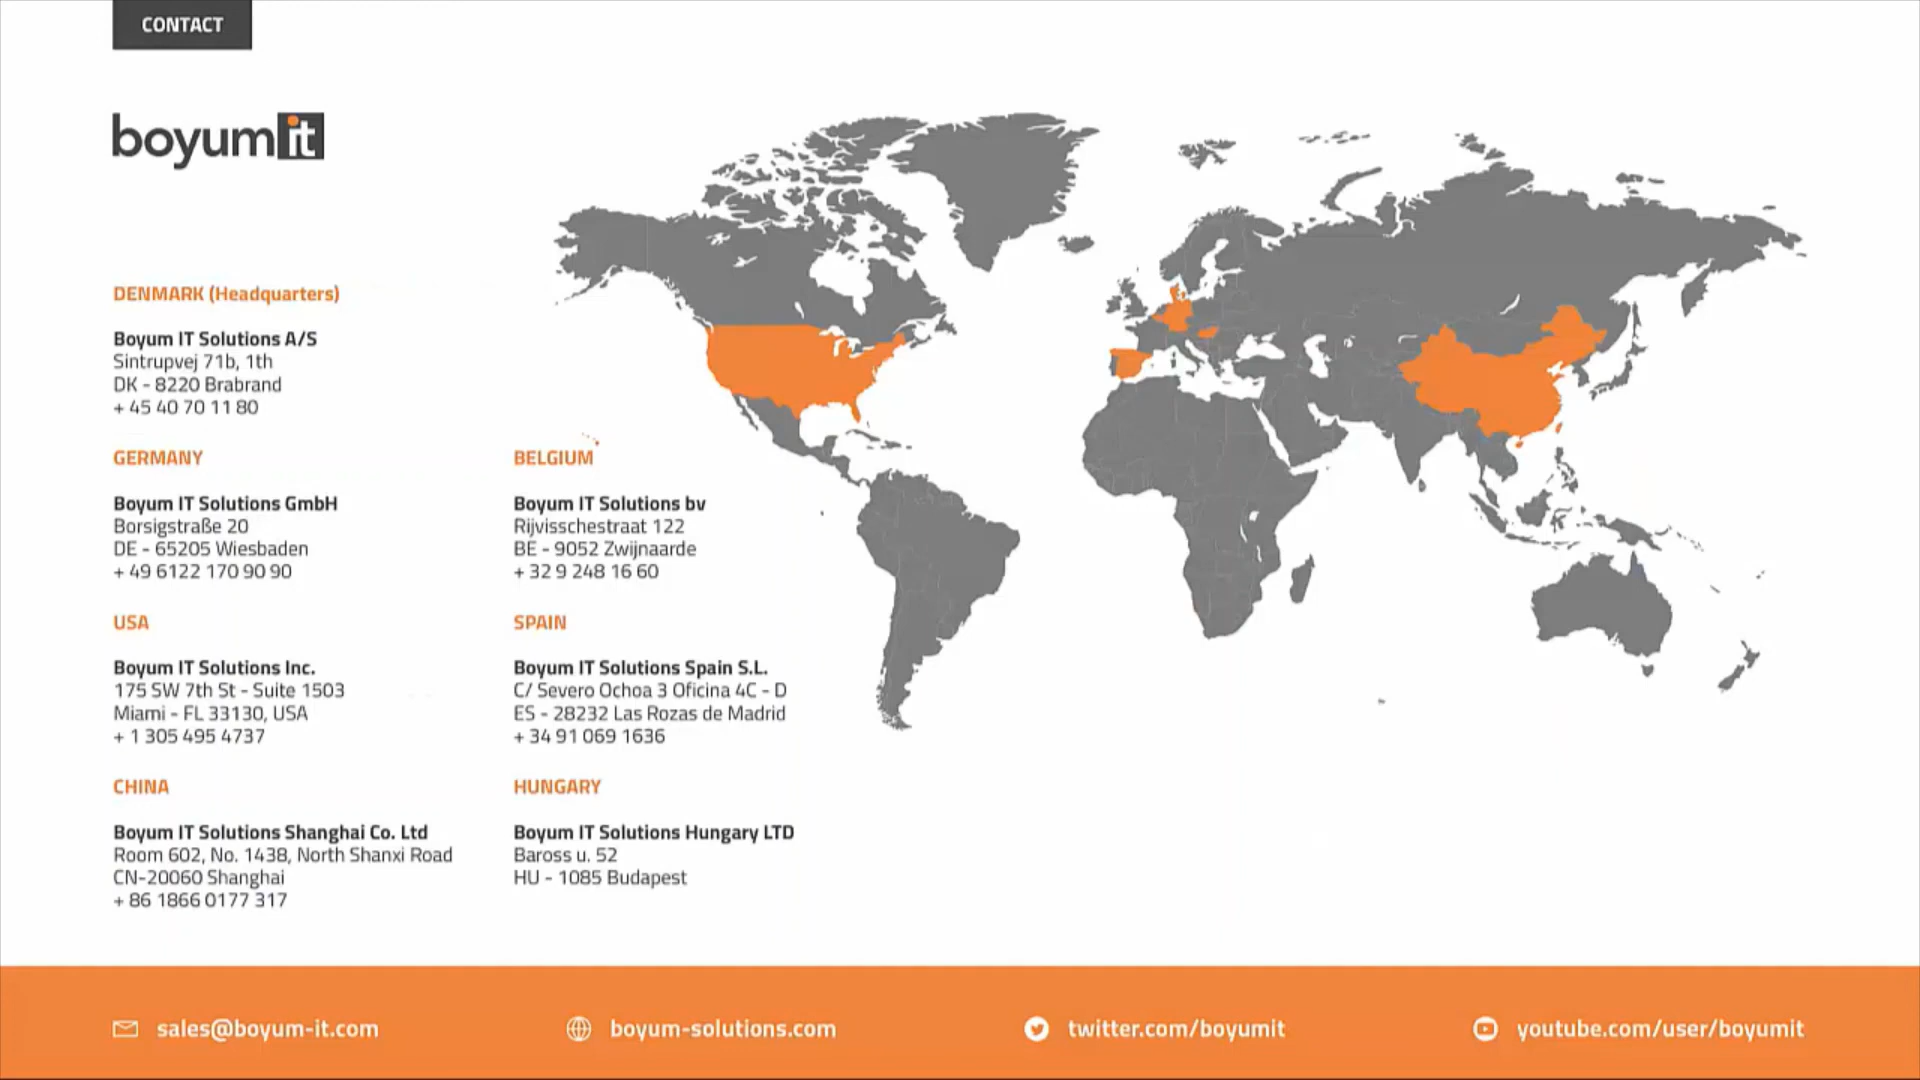 CONTACT
boyumit
DENMARK (Headquarters)
Boyum IT Solutions A/S
Sintrupvej 71b, 1th
DK - 8220 Brabrand
+ 45 40 70 11 80
GERMANY
Boyum IT Solutions GmbH
Borsigstraße 20
DE - 65205 Wiesbaden
+ 49 6122 170 90 90
BELGIUM
Boyum IT Solutions bv
Rijvisschestraat 122
BE - 9052 Zwijnaarde
+ 32 9 248 16 60
USA
Boyum IT Solutions Inc.
175 SW 7th St - Suite 1503
Miami - FL 33130, USA
+ 1 305 495 4737
SPAIN
Boyum IT Solutions Spain S.L.
C/ Severo Ochoa 3 Oficina 4C - D
ES - 28232 Las Rozas de Madrid
+ 34 91 069 1636
CHINA
Boyum IT Solutions Shanghai Co. Ltd
Room 602, No. 1438, North Shanxi Road
CN-20060 Shanghai
+ 86 1866 0177 317
HUNGARY
Boyum IT Solutions Hungary LTD
Baross u. 52
HU - 1085 Budapest
sales@boyum-it.com
boyum-solutions.com
twitter.com/boyumit
youtube.com/user/boyumit